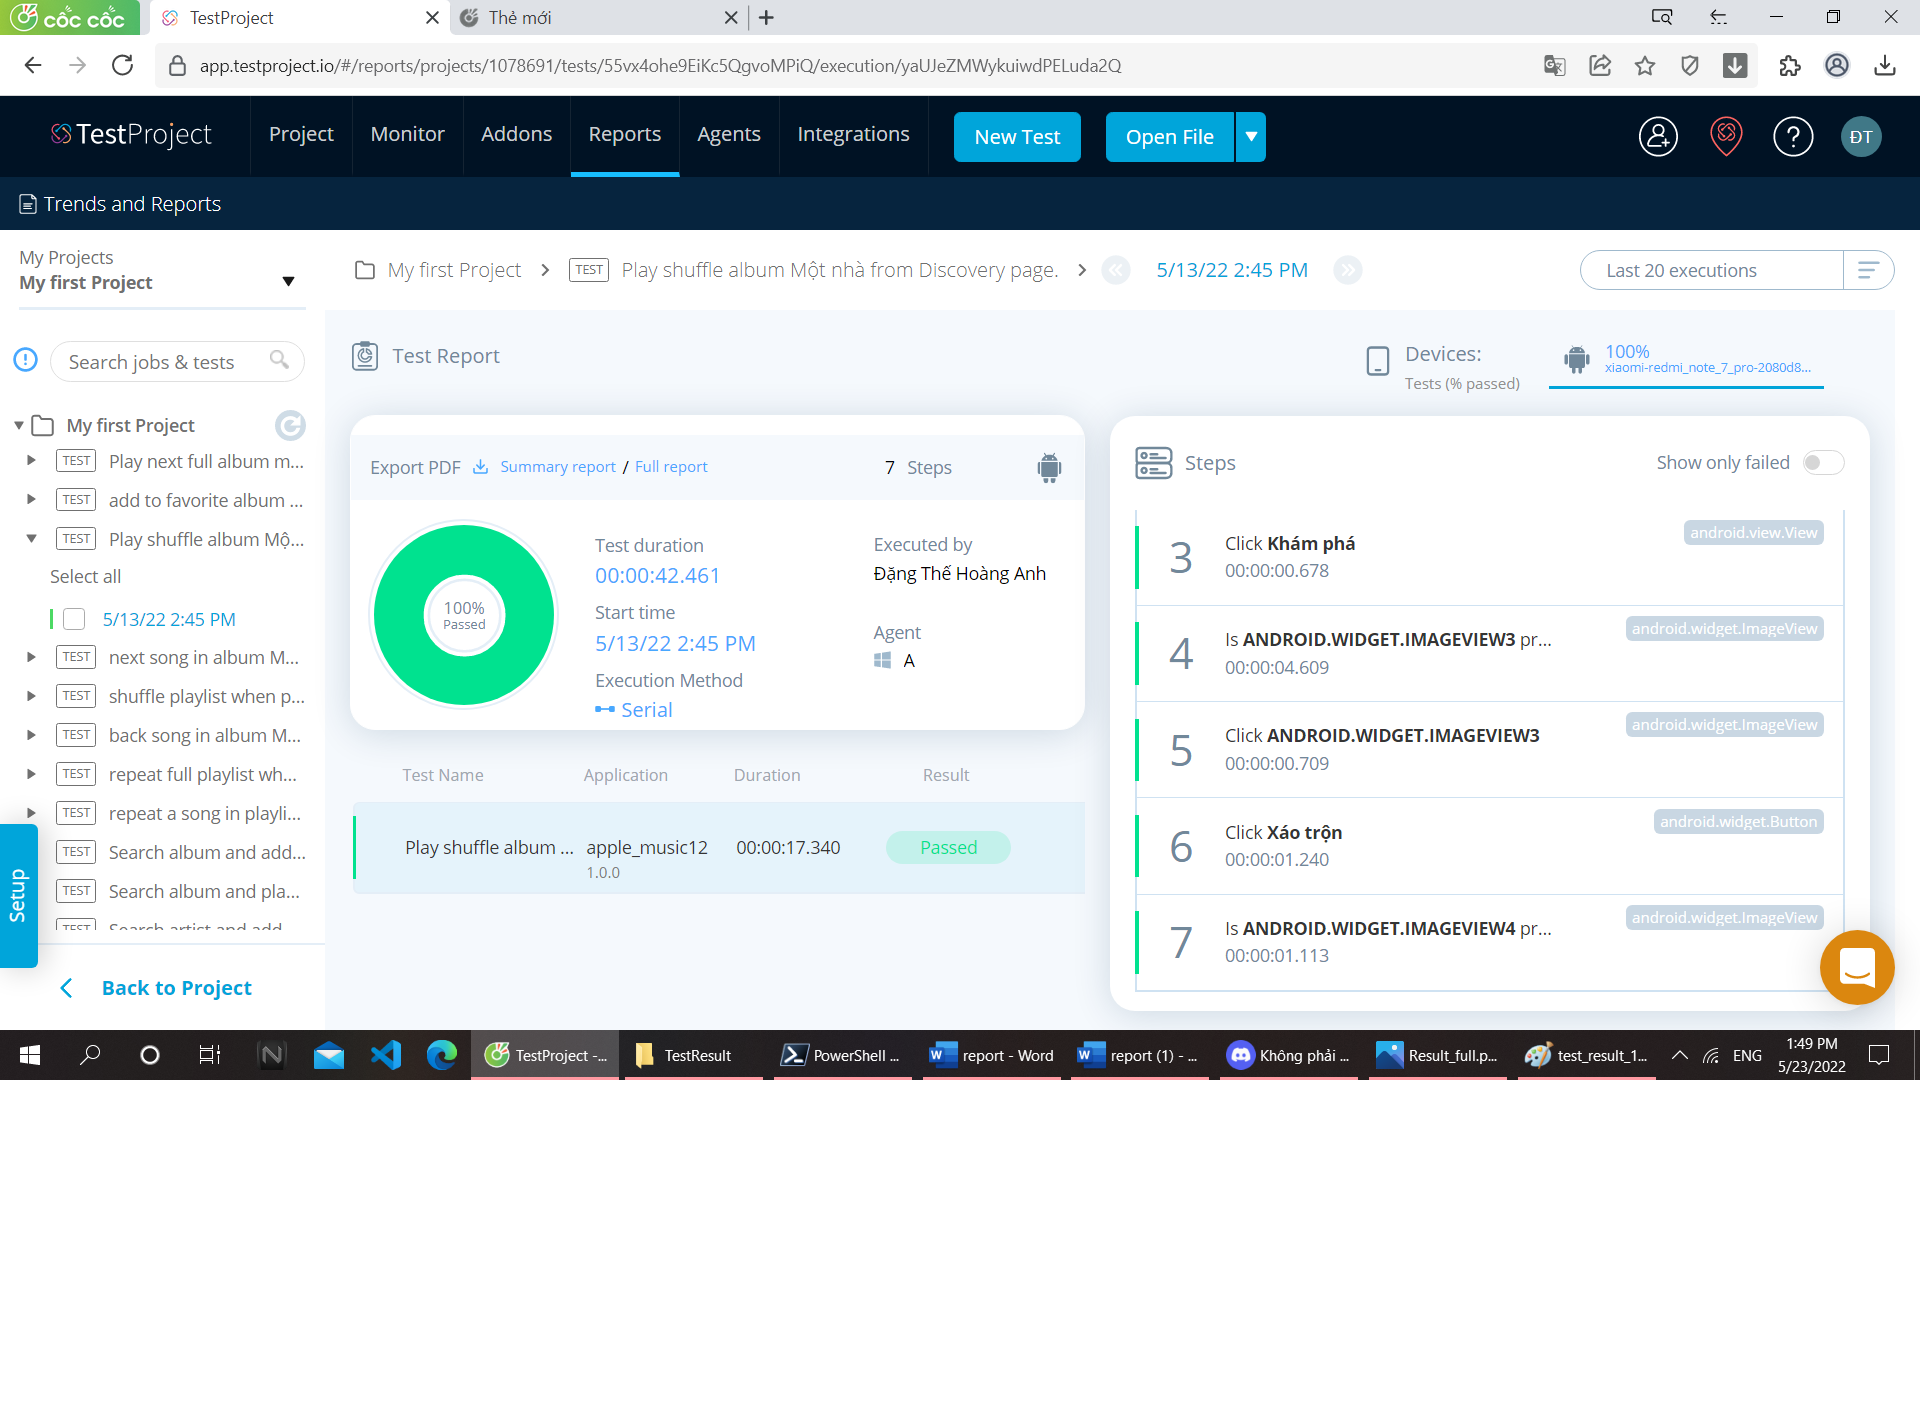 cốc cốc
TestProject
Thẻ mới
app.testproject.io/#/reports/projects/1078691/tests/55vx4ohe9EiKc5QgvoMPiQ/execution/yaUJeZMWykuiwdPELuda2Q
TestProject
Project
Monitor
Addons
Reports
Agents
Integrations
New Test
Open File
?
ĐT
Trends and Reports
My Projects
My first Project
Search jobs & tests
My first Project
TEST Play next full album m...
TEST add to favorite album ...
TEST Play shuffle album Mộ...
Select all
5/13/22 2:45 PM
TEST next song in album M...
TEST shuffle playlist when p...
TEST back song in album M...
TEST repeat full playlist wh...
TEST repeat a song in playli...
TEST Search album and add...
TEST Search album and pla...
TEST Search artist and add
Setup
Back to Project
My first Project
TEST Play shuffle album Một nhà from Discovery page.
5/13/22 2:45 PM
Last 20 executions
Test Report
Devices:
Tests (% passed)
100%
xiaomi-redmi_note_7_pro-2080d8...
Export PDF Summary report / Full report
7 Steps
100%
Passed
Test duration
00:00:42.461
Start time
5/13/22 2:45 PM
Execution Method
Serial
Executed by
Đặng Thế Hoàng Anh
Agent
A
Test Name Application Duration Result
Play shuffle album ... apple_music12 00:00:17.340 Passed
1.0.0
Steps
Show only failed
3 Click Khám phá android.view.View
00:00:00.678
4 Is ANDROID.WIDGET.IMAGEVIEW3 pr... android.widget.ImageView
00:00:04.609
5 Click ANDROID.WIDGET.IMAGEVIEW3 android.widget.ImageView
00:00:00.709
6 Click Xáo trộn android.widget.Button
00:00:01.240
7 Is ANDROID.WIDGET.IMAGEVIEW4 pr... android.widget.ImageView
00:00:01.113
TestProject -...
TestResult
PowerShell ...
report - Word
report (1) - ...
Không phải ...
Result_full.p...
test_result_1...
ENG
1:49 PM
5/23/2022